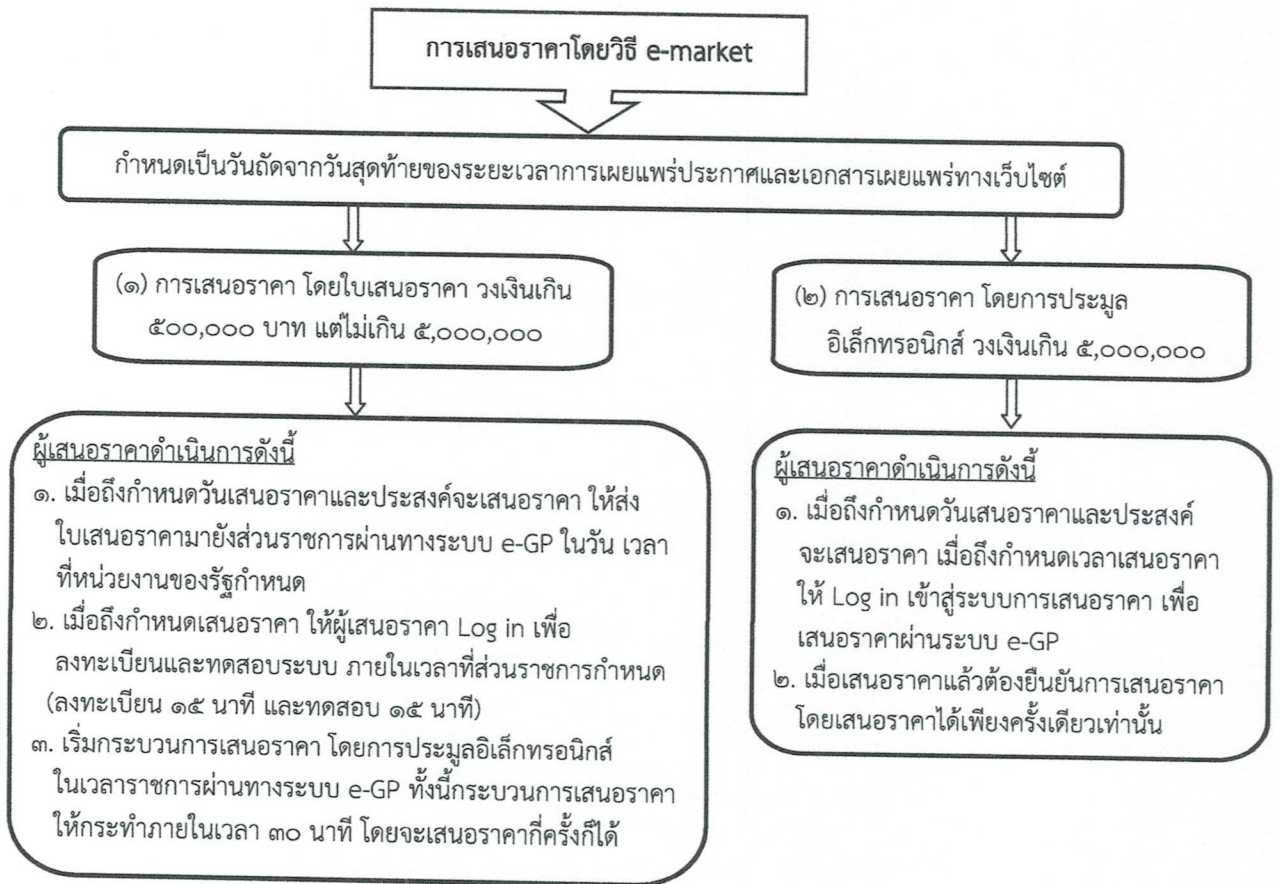 การเสนอราคาโดยวิธี e-market
กำหนดเป็นวันถัดจากวันสุดท้ายของระยะเวลาการเผยแพร่ประกาศและเอกสารเผยแพร่ทางเว็บไซต์
(๑) การเสนอราคา โดยใบเสนอราคา วงเงินเกิน
๕๐๐,๐๐๐ บาท แต่ไม่เกิน ๕,๐๐๐,๐๐๐
ผู้เสนอราคาดำเนินการดังนี้
๑. เมื่อถึงกำหนดวันเสนอราคาและประสงค์จะเสนอราคา ให้ส่ง
ใบเสนอราคามายังส่วนราชการผ่านทางระบบ e-GP ในวัน เวลา
ที่หน่วยงานของรัฐกำหนด
๒. เมื่อถึงกำหนดเสนอราคา ให้ผู้เสนอราคา Log in เพื่อ
ลงทะเบียนและทดสอบระบบ ภายในเวลาที่ส่วนราชการกำหนด
(ลงทะเบียน ๑๕ นาที และทดสอบ ๑๕ นาที)
๓. เริ่มกระบวนการเสนอราคา โดยการประมูลอิเล็กทรอนิกส์
ในเวลาราชการผ่านทางระบบ e-GP ทั้งนี้กระบวนการเสนอราคา
ให้กระทำภายในเวลา ๓๐ นาที โดยจะเสนอราคากี่ครั้งก็ได้
(๒) การเสนอราคา โดยการประมูล
อิเล็กทรอนิกส์ วงเงินเกิน ๕,๐๐๐,๐๐๐
ผู้เสนอราคาดำเนินการดังนี้
๑. เมื่อถึงกำหนดวันเสนอราคาและประสงค์
จะเสนอราคา เมื่อถึงกำหนดเวลาเสนอราคา
ให้ Log in เข้าสู่ระบบการเสนอราคา เพื่อ
เสนอราคาผ่านระบบ e-GP
๒. เมื่อเสนอราคาแล้วต้องยืนยันการเสนอราคา
โดยเสนอราคาได้เพียงครั้งเดียวเท่านั้น